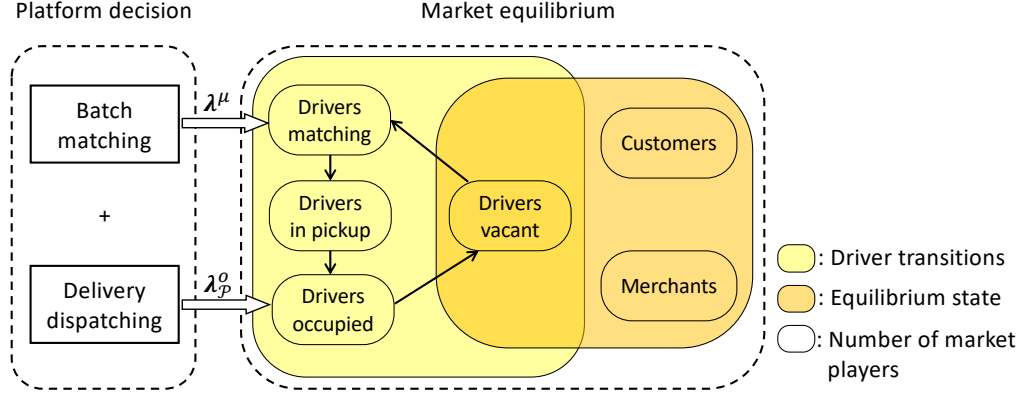 Platform decision
Market equilibrium
Batch
matching
λ^μ
Drivers
matching
Customers
+
Drivers
in pickup
Drivers
vacant
Delivery
dispatching
λ^o_𝒫
Drivers
occupied
Merchants
: Driver transitions
: Equilibrium state
: Number of market
players